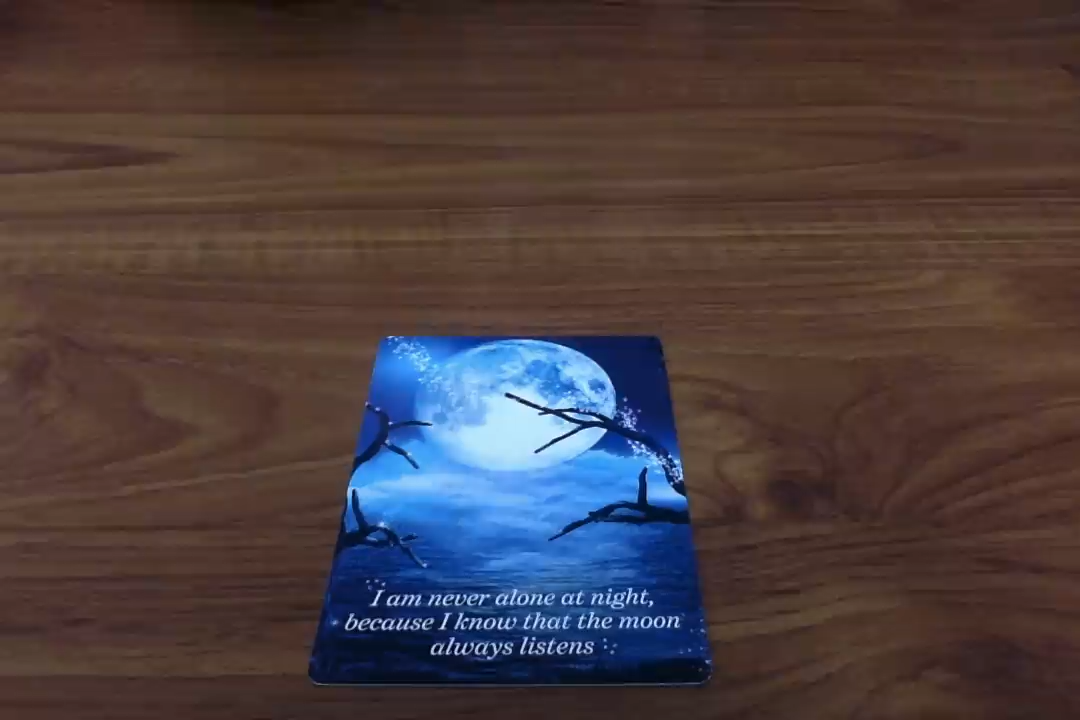 I am never alone at night,
because I know that the moon
always listens